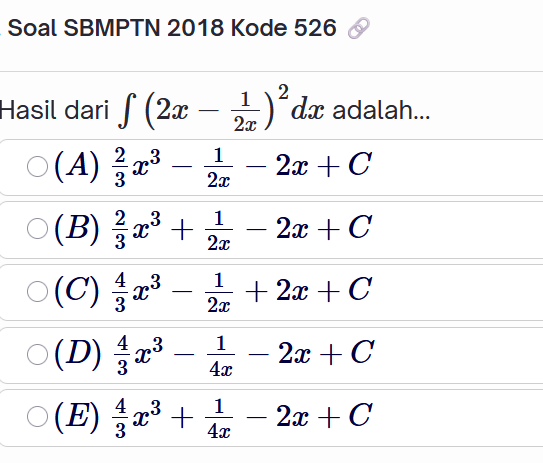 Soal SBMPTN 2018 Kode 526
Hasil dari ∫ (2x − 1/2x)² dx adalah...
(A) 2/3 x³ − 1/2x − 2x + C
(B) 2/3 x³ + 1/2x − 2x + C
(C) 4/3 x³ − 1/2x + 2x + C
(D) 4/3 x³ − 1/4x − 2x + C
(E) 4/3 x³ + 1/4x − 2x + C